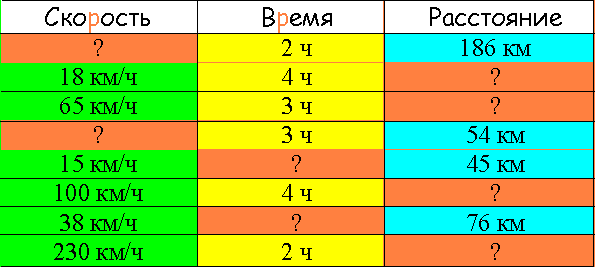 Скорость Время Расстояние
? 2 ч 186 км
18 км/ч 4 ч ?
65 км/ч 3 ч ?
? 3 ч 54 км
15 км/ч ? 45 км
100 км/ч 4 ч ?
38 км/ч ? 76 км
230 км/ч 2 ч ?